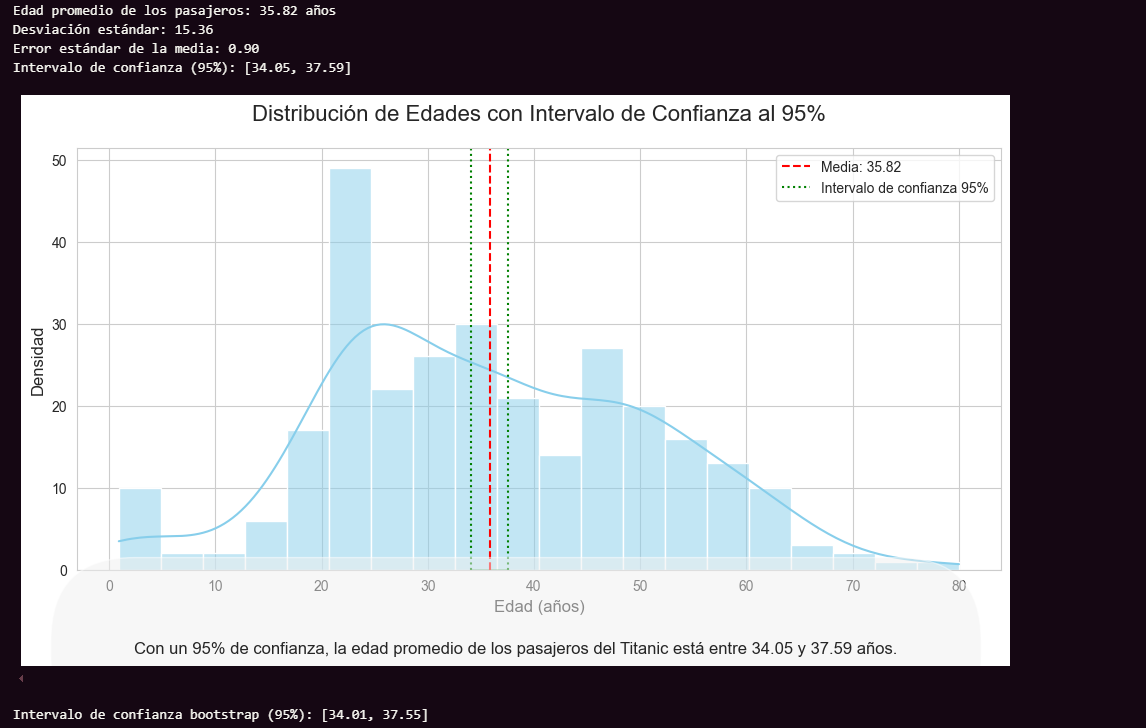 Edad promedio de los pasajeros: 35.82 años
Desviación estándar: 15.36
Error estándar de la media: 0.90
Intervalo de confianza (95%): [34.05, 37.59]
Distribución de Edades con Intervalo de Confianza al 95%
Media: 35.82
Intervalo de confianza 95%
Densidad
50
40
30
20
10
0
0 10 20 30 40 50 60 70 80
Edad (años)
Con un 95% de confianza, la edad promedio de los pasajeros del Titanic está entre 34.05 y 37.59 años.
Intervalo de confianza bootstrap (95%): [34.01, 37.55]